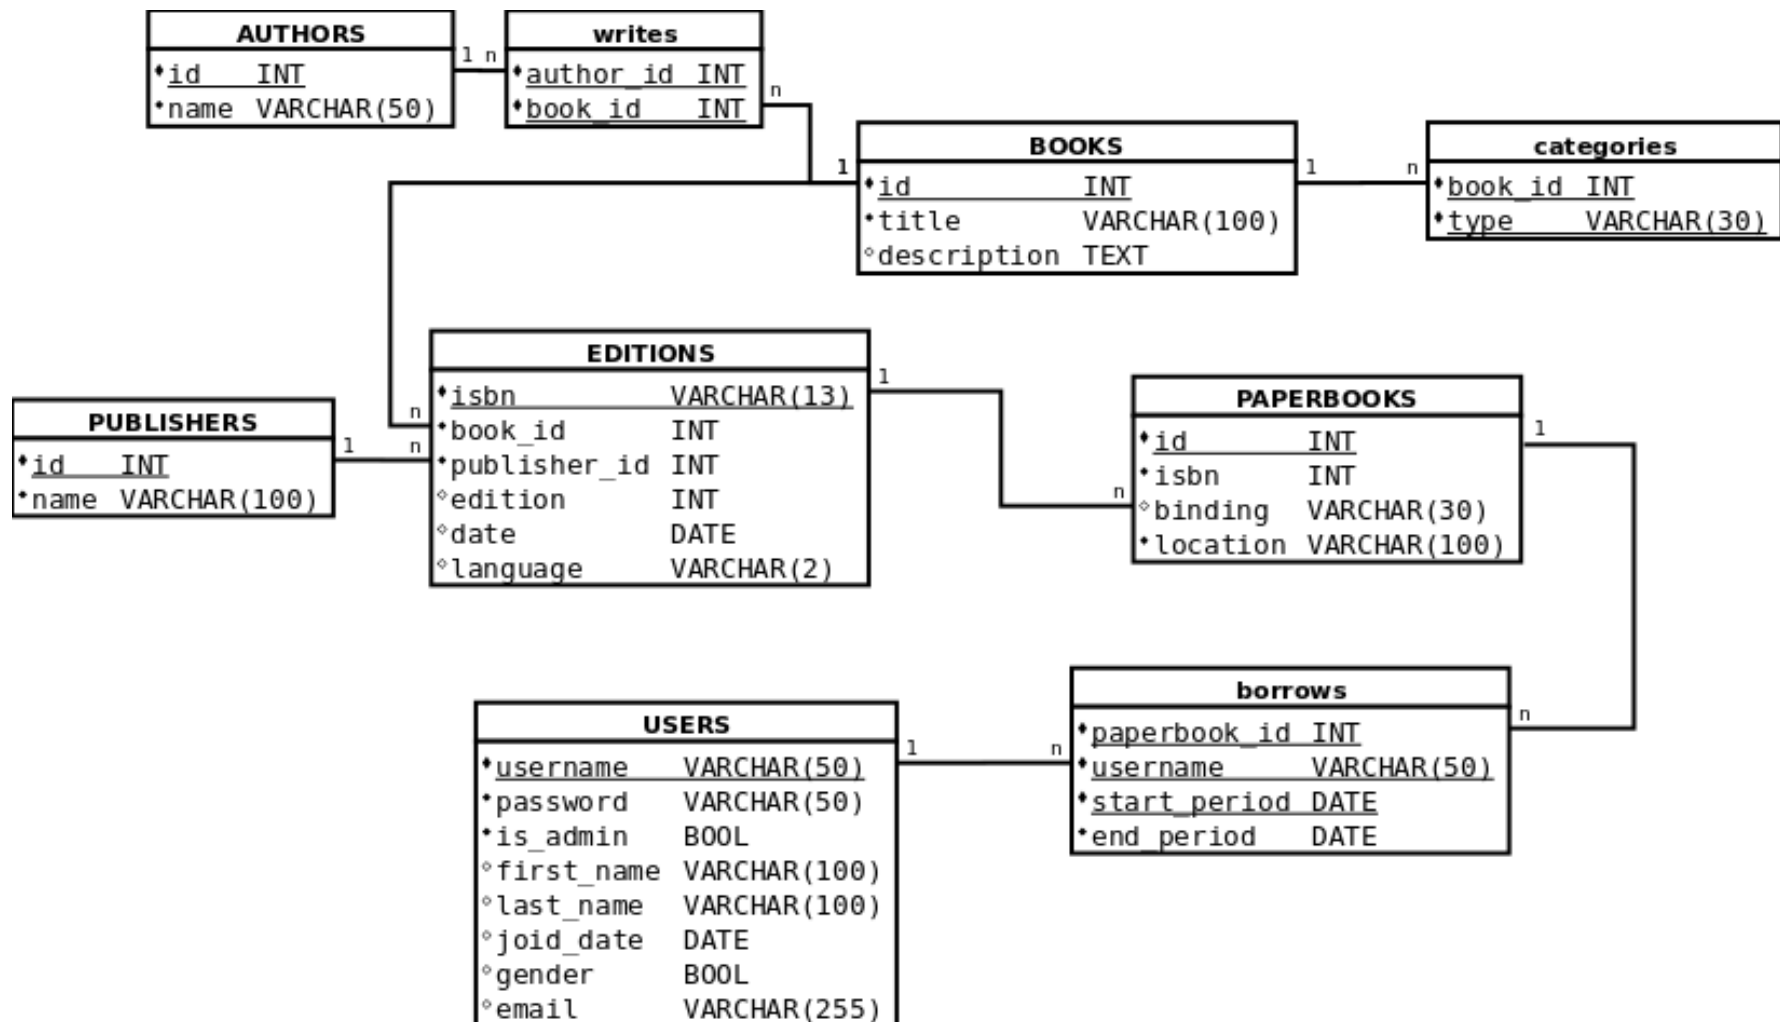 AUTHORS
id INT
name VARCHAR(50)
1 n
writes
author_id INT
book_id INT
n
1
BOOKS
id INT
title VARCHAR(100)
description TEXT
1 n
categories
book_id INT
type VARCHAR(30)
PUBLISHERS
id INT
name VARCHAR(100)
1 n
n
EDITIONS
isbn VARCHAR(13)
book_id INT
publisher_id INT
edition INT
date DATE
language VARCHAR(2)
1
n
PAPERBOOKS
id INT
isbn INT
binding VARCHAR(30)
location VARCHAR(100)
1
n
USERS
username VARCHAR(50)
password VARCHAR(50)
is_admin BOOL
first_name VARCHAR(100)
last_name VARCHAR(100)
joid_date DATE
gender BOOL
email VARCHAR(255)
1 n
borrows
paperbook_id INT
username VARCHAR(50)
start_period DATE
end_period DATE